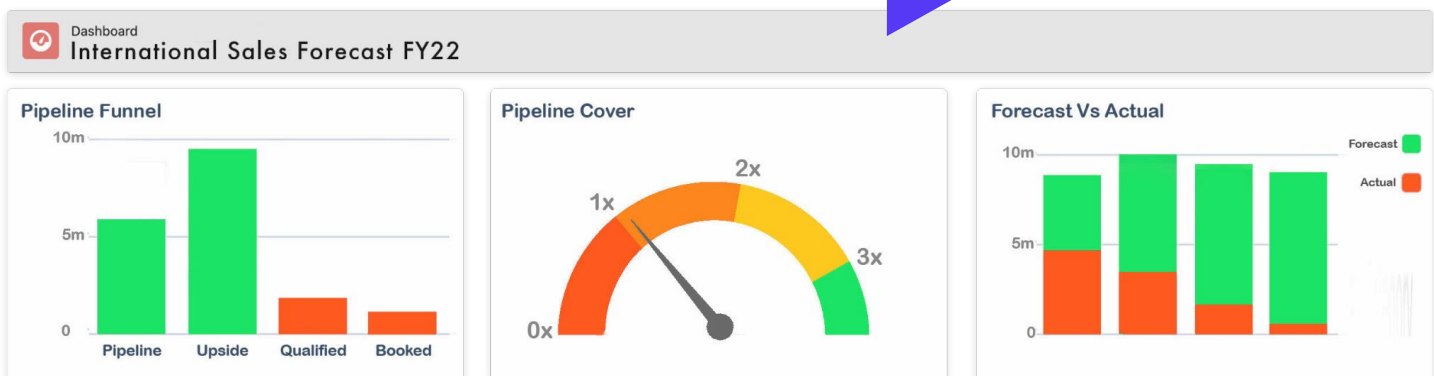 Dashboard
International Sales Forecast FY22
Pipeline Funnel
10m
5m
0
Pipeline Upside Qualified Booked
Pipeline Cover
0x
1x
2x
3x
Forecast Vs Actual
10m
5m
0
Forecast
Actual